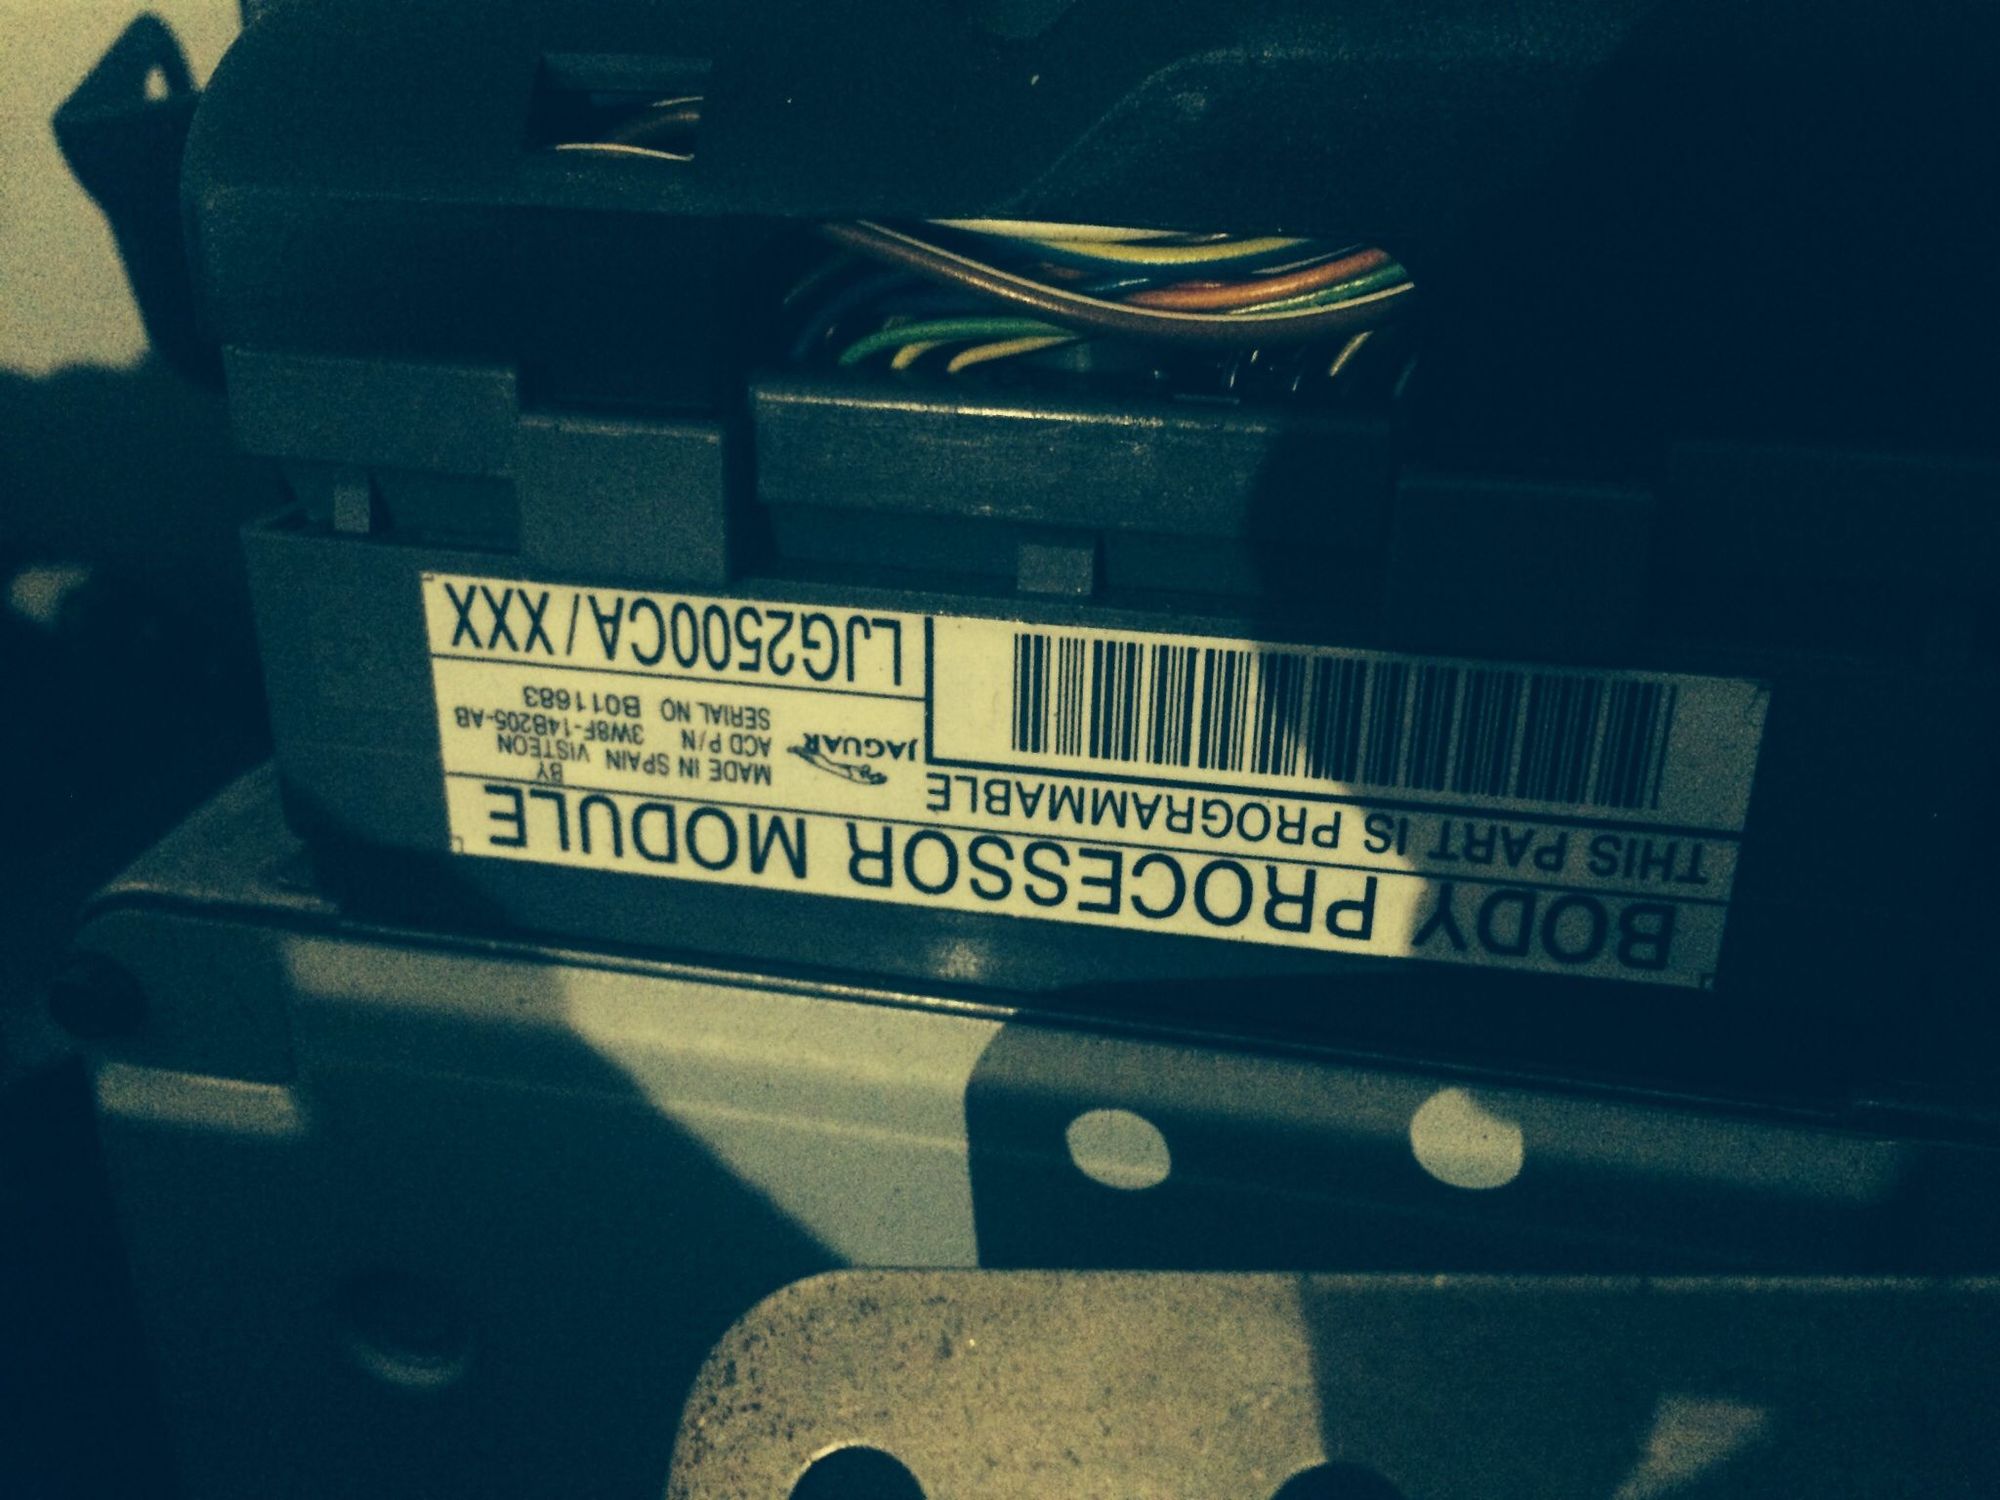 BODY PROCESSOR MODULE
THIS PART IS PROGRAMMABLE
JAGUAR
MADE IN SPAIN BY VISTEON
ACD P/N 3W8F-14B205-AB
SERIAL NO B011683
LJG2500CA/XXX